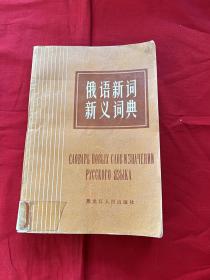 俄语新词
新义词典
СЛОВАРЬ НОВЫХ СЛОВ И ЗНАЧЕНИЙ
РУССКОГО ЯЗЫКА
黑龙江人民出版社